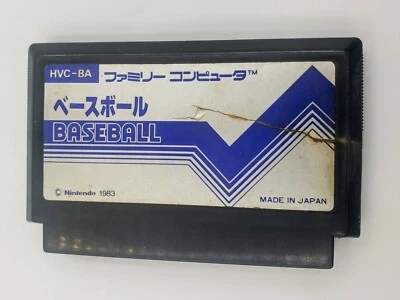 HVC-BA ファミリー コンピュータ™
ベースボール
BASEBALL
© Nintendo 1983
MADE IN JAPAN